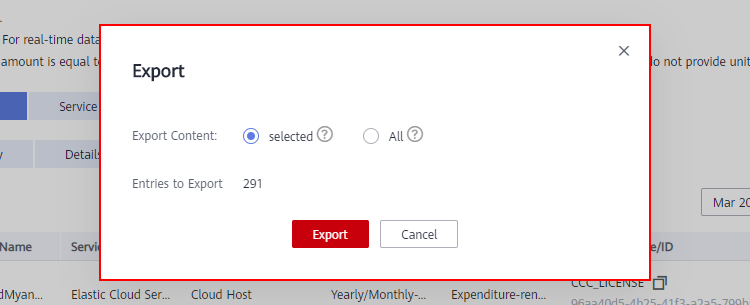 For real-time data
amount is equal to
do not provide unit
Export
Export Content: selected ? All ?
Entries to Export 291
Export Cancel
Service
Details
Mar 20
Name
/ID
Elastic Cloud Ser... Cloud Host Yearly/Monthly-... Expenditure-ren... CCC_LICENSE
dMyan...
96aa40d5-4b25-41f3-a2a5-799b